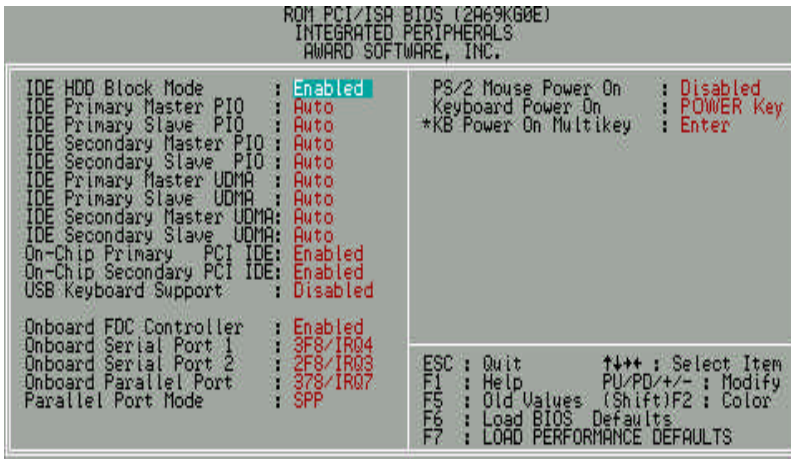 ROM PCI/ISA BIOS (2A69KG0E)
INTEGRATED PERIPHERALS
AWARD SOFTWARE, INC.
IDE HDD Block Mode : Enabled
IDE Primary Master PIO : Auto
IDE Primary Slave PIO : Auto
IDE Secondary Master PIO : Auto
IDE Secondary Slave PIO : Auto
IDE Primary Master UDMA : Auto
IDE Primary Slave UDMA : Auto
IDE Secondary Master UDMA: Auto
IDE Secondary Slave UDMA: Auto
On-Chip Primary PCI IDE: Enabled
On-Chip Secondary PCI IDE: Enabled
USB Keyboard Support : Disabled
Onboard FDC Controller : Enabled
Onboard Serial Port 1 : 3F8/IRQ4
Onboard Serial Port 2 : 2F8/IRQ3
Onboard Parallel Port : 378/IRQ7
Parallel Port Mode : SPP
PS/2 Mouse Power On : Disabled
Keyboard Power On : POWER Key
*KB Power On Multikey : Enter
ESC : Quit ↑↓→← : Select Item
F1 : Help PU/PD/+/- : Modify
F5 : Old Values (Shift)F2 : Color
F6 : Load BIOS Defaults
F7 : LOAD PERFORMANCE DEFAULTS